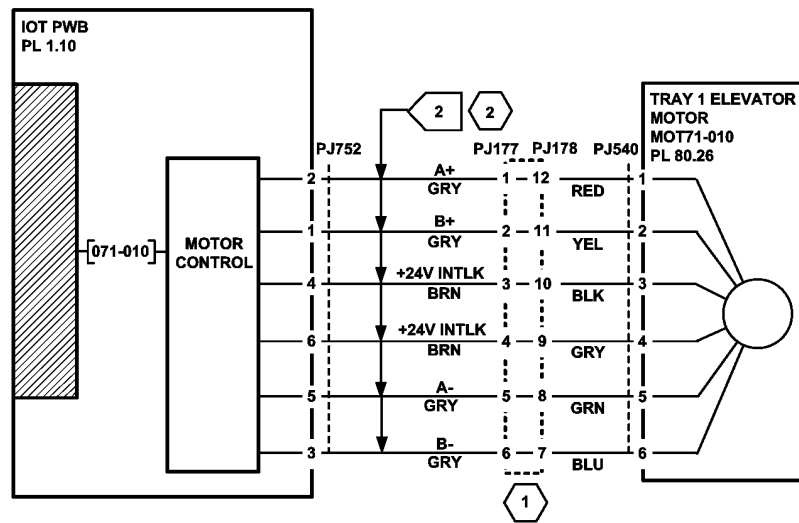 IOT PWB
PL 1.10
2 2
TRAY 1 ELEVATOR
MOTOR
MOT71-010
PL 80.26
PJ752 PJ177 PJ178 PJ540
2 A+ 1 12 1
GRY RED
1 B+ 2 11 2
GRY YEL
[071-010]
MOTOR
CONTROL
4 +24V INTLK 3 10 3
BRN BLK
6 +24V INTLK 4 9 4
BRN GRY
5 A- 5 8 5
GRY GRN
3 B- 6 7 6
GRY BLU
1